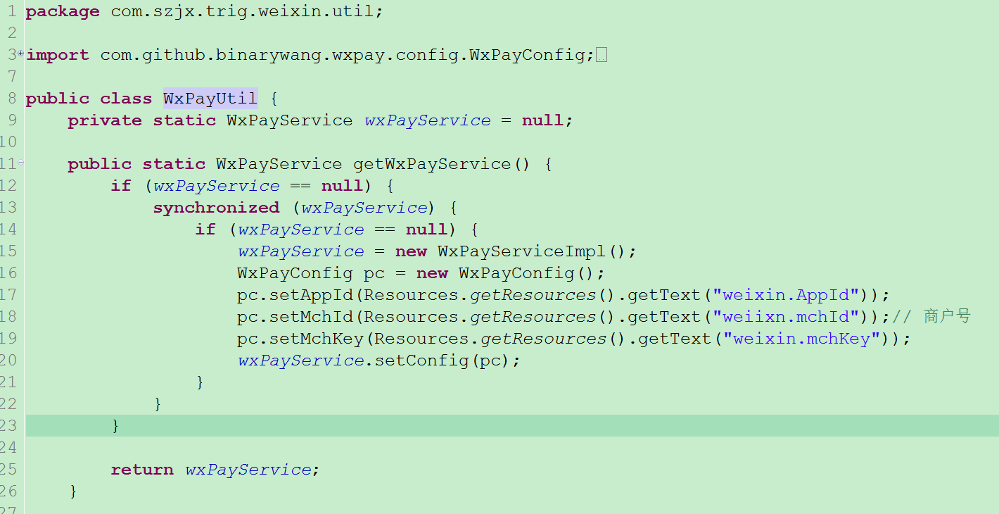 1 package com.szjx.trig.weixin.util;
2
3 import com.github.binarywang.wxpay.config.WxPayConfig;
7
8 public class WxPayUtil {
9     private static WxPayService wxPayService = null;
10
11     public static WxPayService getWxPayService() {
12         if (wxPayService == null) {
13             synchronized (wxPayService) {
14                 if (wxPayService == null) {
15                     wxPayService = new WxPayServiceImpl();
16                     WxPayConfig pc = new WxPayConfig();
17                     pc.setAppId(Resources.getResources().getText("weixin.AppId"));
18                     pc.setMchId(Resources.getResources().getText("weiixn.mchId"));// 商户号
19                     pc.setMchKey(Resources.getResources().getText("weixin.mchKey"));
20                     wxPayService.setConfig(pc);
21                 }
22             }
23         }
24
25         return wxPayService;
26     }
27